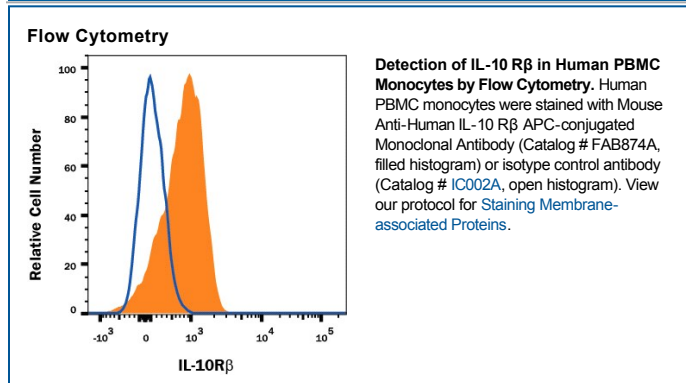 Flow Cytometry
100
80
60
40
20
0
Relative Cell Number
-10³
0
10³
10⁴
10⁵
IL-10Rβ
Detection of IL-10 Rβ in Human PBMC
Monocytes by Flow Cytometry. Human
PBMC monocytes were stained with Mouse
Anti-Human IL-10 Rβ APC-conjugated
Monoclonal Antibody (Catalog # FAB874A,
filled histogram) or isotype control antibody
(Catalog # IC002A, open histogram). View
our protocol for Staining Membrane-
associated Proteins.